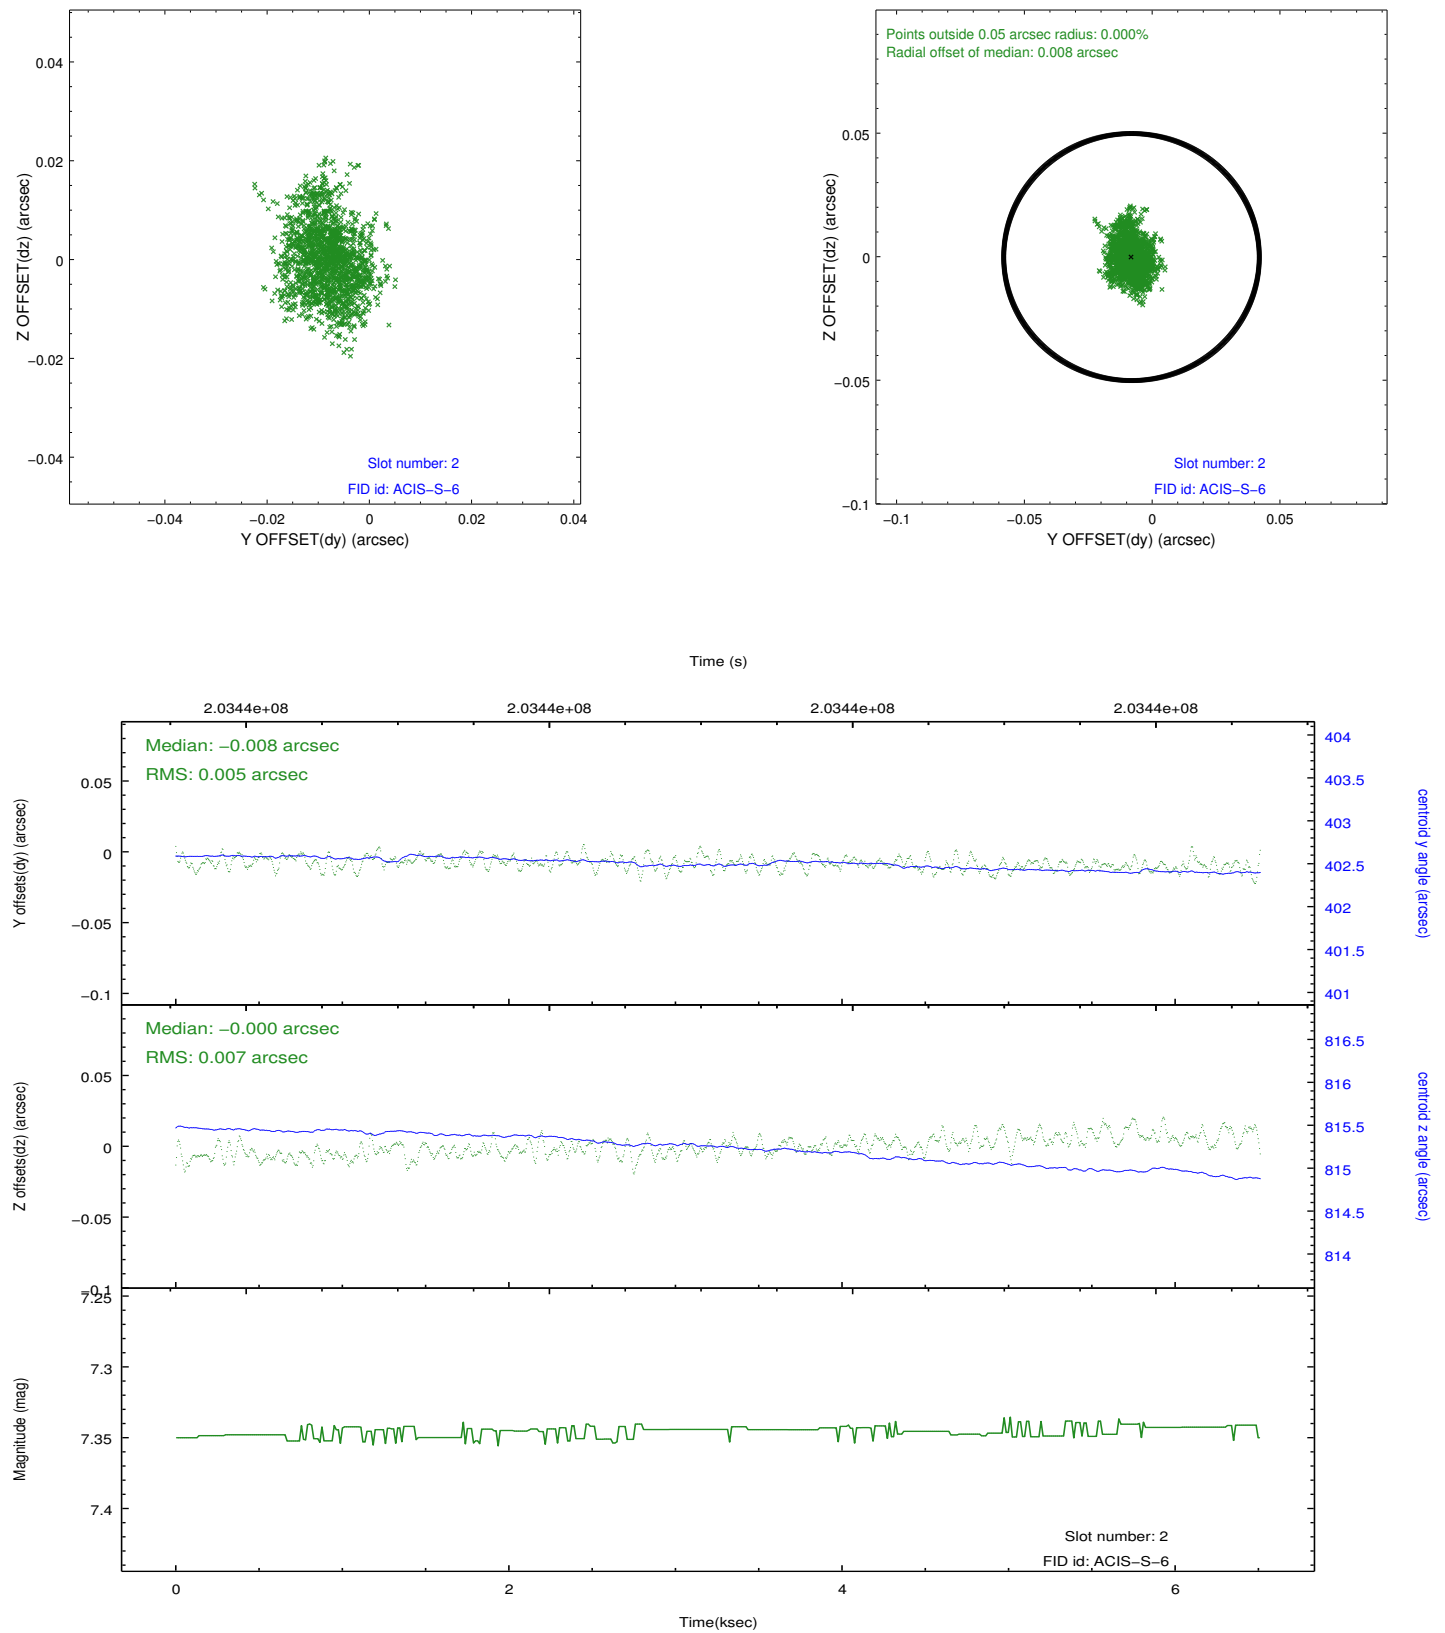 0.04
0.02
0
−0.02
−0.04
Z OFFSET(dz) (arcsec)
Slot number: 2
FID id: ACIS−S−6
−0.04
−0.02
0
0.02
0.04
Y OFFSET(dy) (arcsec)
Points outside 0.05 arcsec radius: 0.000%
Radial offset of median: 0.008 arcsec
0.05
0
−0.05
−0.1
Z OFFSET(dz) (arcsec)
Slot number: 2
FID id: ACIS−S−6
−0.1
−0.05
0
0.05
Y OFFSET(dy) (arcsec)
Time (s)
2.0344e+08
2.0344e+08
2.0344e+08
2.0344e+08
Median: −0.008 arcsec
RMS: 0.005 arcsec
0.05
0
−0.05
−0.1
Y offsets(dy) (arcsec)
404
403.5
403
402.5
402
401.5
401
centroid y angle (arcsec)
Median: −0.000 arcsec
RMS: 0.007 arcsec
0.05
0
−0.05
−0.1
Z offsets(dz) (arcsec)
816.5
816
815.5
815
814.5
814
centroid z angle (arcsec)
7.25
7.3
7.35
7.4
Magnitude (mag)
Slot number: 2
FID id: ACIS−S−6
0
2
4
6
Time(ksec)